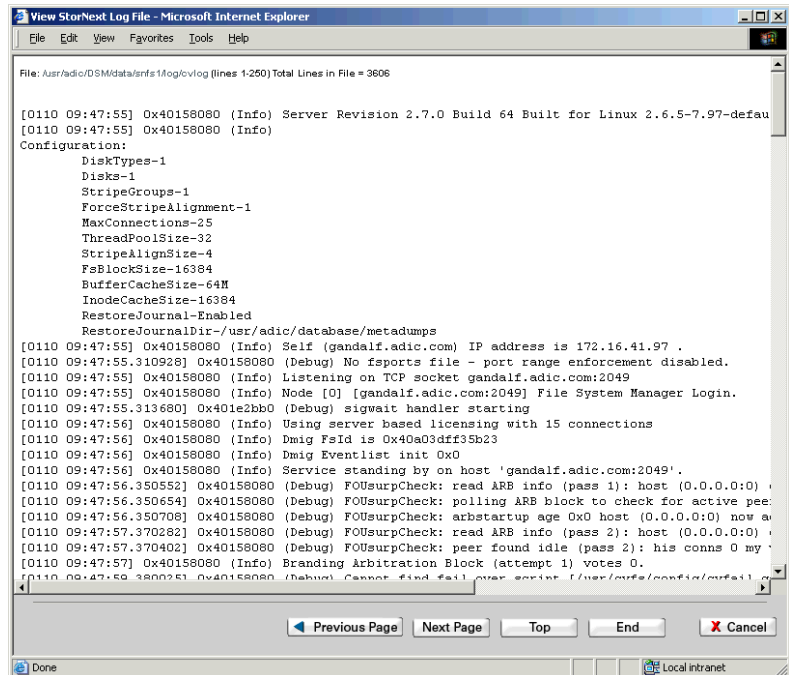 View StorNext Log File - Microsoft Internet Explorer
File Edit View Favorites Tools Help
File: /usr/adic/DSM/data/snfs1/log/cvlog (lines 1-250) Total Lines in File = 3606
[0110 09:47:55] 0x40158080 (Info) Server Revision 2.7.0 Build 64 Built for Linux 2.6.5-7.97-defau
[0110 09:47:55] 0x40158080 (Info)
Configuration:
DiskTypes-1
Disks-1
StripeGroups-1
ForceStripeAlignment-1
MaxConnections-25
ThreadPoolSize-32
StripeAlignSize-4
FsBlockSize-16384
BufferCacheSize-64M
InodeCacheSize-16384
RestoreJournal-Enabled
RestoreJournalDir-/usr/adic/database/metadumps
[0110 09:47:55] 0x40158080 (Info) Self (gandalf.adic.com) IP address is 172.16.41.97 .
[0110 09:47:55.310928] 0x40158080 (Debug) No fsports file - port range enforcement disabled.
[0110 09:47:55] 0x40158080 (Info) Listening on TCP socket gandalf.adic.com:2049
[0110 09:47:55] 0x40158080 (Info) Node [0] [gandalf.adic.com:2049] File System Manager Login.
[0110 09:47:55.313680] 0x401e2bb0 (Debug) sigwait handler starting
[0110 09:47:56] 0x40158080 (Info) Using server based licensing with 15 connections
[0110 09:47:56] 0x40158080 (Info) Dmig FsId is 0x40a03dff35b23
[0110 09:47:56] 0x40158080 (Info) Dmig Eventlist init 0x0
[0110 09:47:56] 0x40158080 (Info) Service standing by on host 'gandalf.adic.com:2049'.
[0110 09:47:56.350552] 0x40158080 (Debug) FOUsurpCheck: read ARB info (pass 1): host (0.0.0.0:0)
[0110 09:47:56.350654] 0x40158080 (Debug) FOUsurpCheck: polling ARB block to check for active pee
[0110 09:47:56.350708] 0x40158080 (Debug) FOUsurpCheck: arbstartup age 0x0 host (0.0.0.0:0) now a
[0110 09:47:57.370282] 0x40158080 (Debug) FOUsurpCheck: read ARB info (pass 2): host (0.0.0.0:0)
[0110 09:47:57.370402] 0x40158080 (Debug) FOUsurpCheck: peer found idle (pass 2): his conns 0 my
[0110 09:47:57] 0x40158080 (Info) Branding Arbitration Block (attempt 1) votes 0.
[0110 09:47:59.380025] 0x40158080 (Debug) Cannot find fail over script [/usr/cvfs/config/cvfail.g
Previous Page Next Page Top End Cancel
Done Local intranet